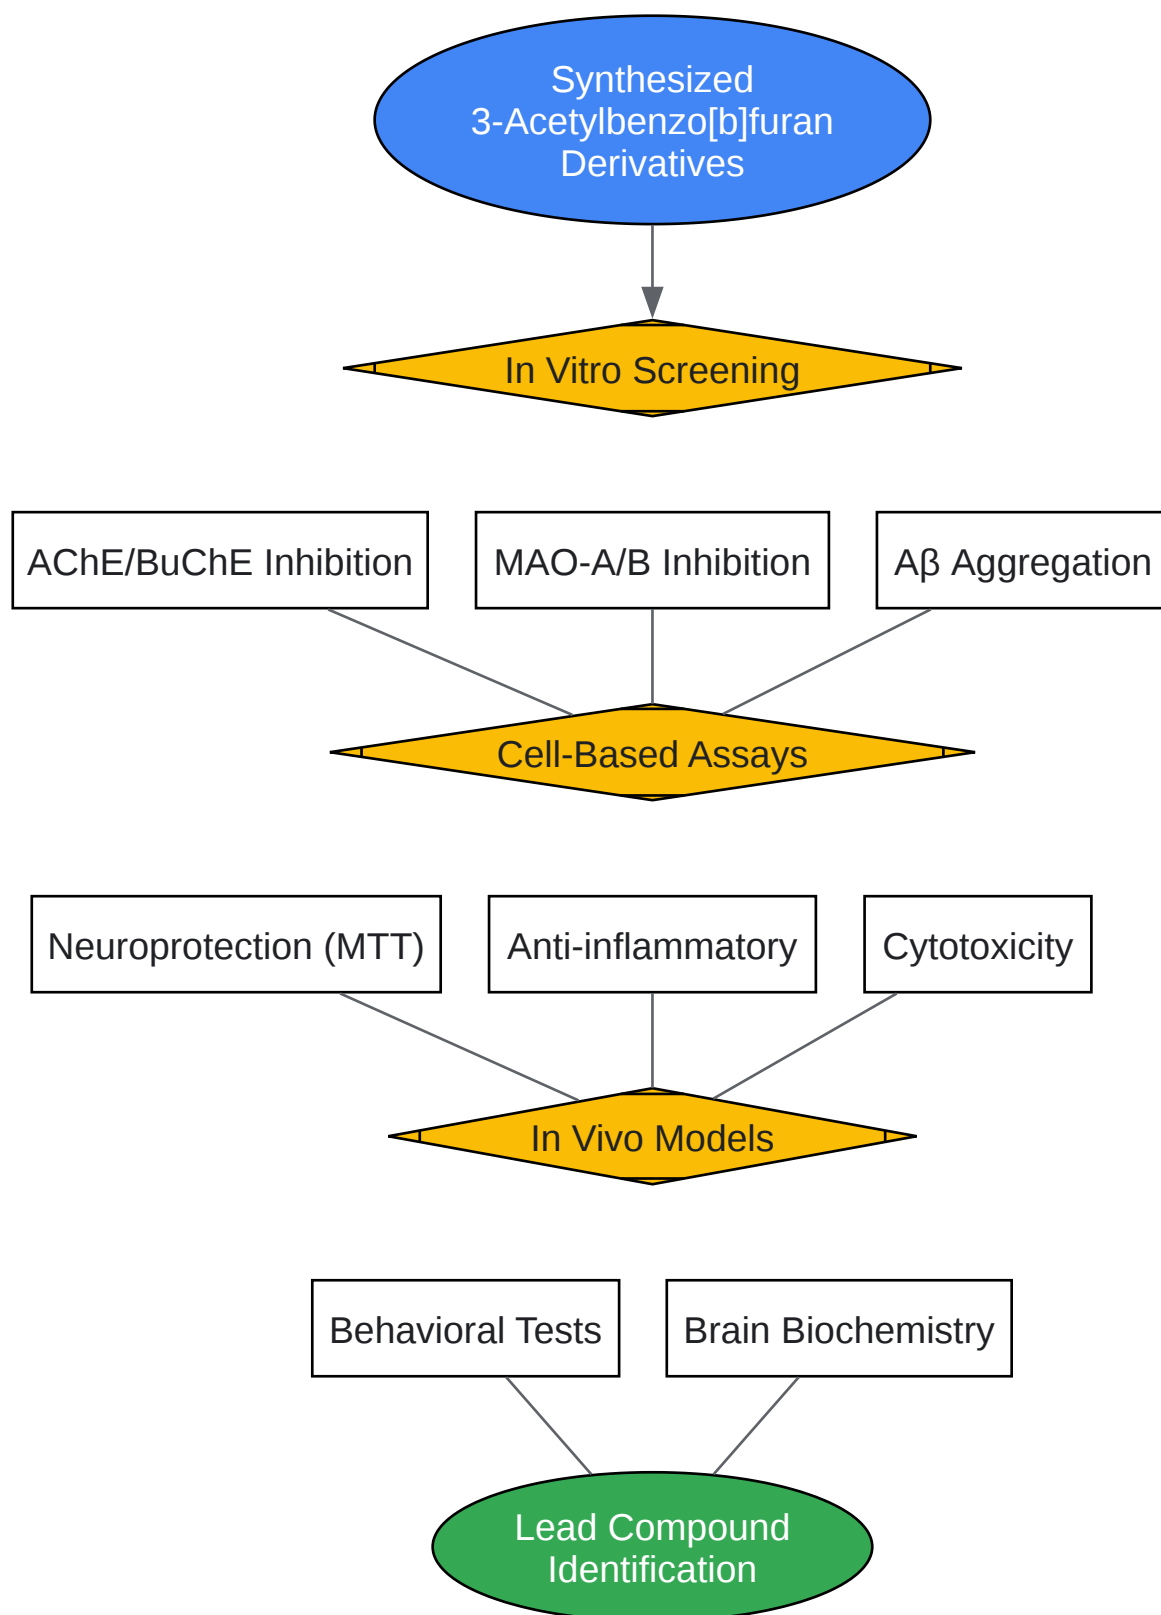 Synthesized
3-Acetylbenzo[b]furan
Derivatives
In Vitro Screening
AChE/BuChE Inhibition
MAO-A/B Inhibition
Aβ Aggregation
Cell-Based Assays
Neuroprotection (MTT)
Anti-inflammatory
Cytotoxicity
In Vivo Models
Behavioral Tests
Brain Biochemistry
Lead Compound
Identification